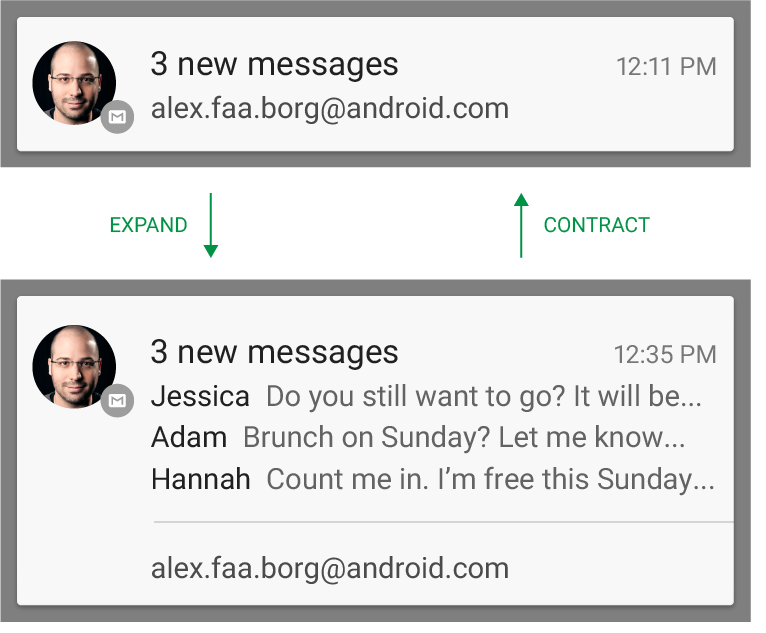 3 new messages 12:11 PM
alex.faa.borg@android.com
EXPAND CONTRACT
3 new messages 12:35 PM
Jessica Do you still want to go? It will be...
Adam Brunch on Sunday? Let me know...
Hannah Count me in. I’m free this Sunday...
alex.faa.borg@android.com